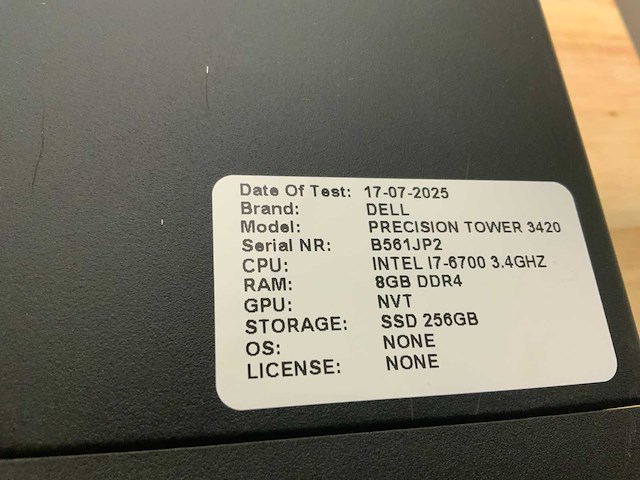 Date Of Test: 17-07-2025
Brand: DELL
Model: PRECISION TOWER 3420
Serial NR: B561JP2
CPU: INTEL I7-6700 3.4GHZ
RAM: 8GB DDR4
GPU: NVT
STORAGE: SSD 256GB
OS: NONE
LICENSE: NONE